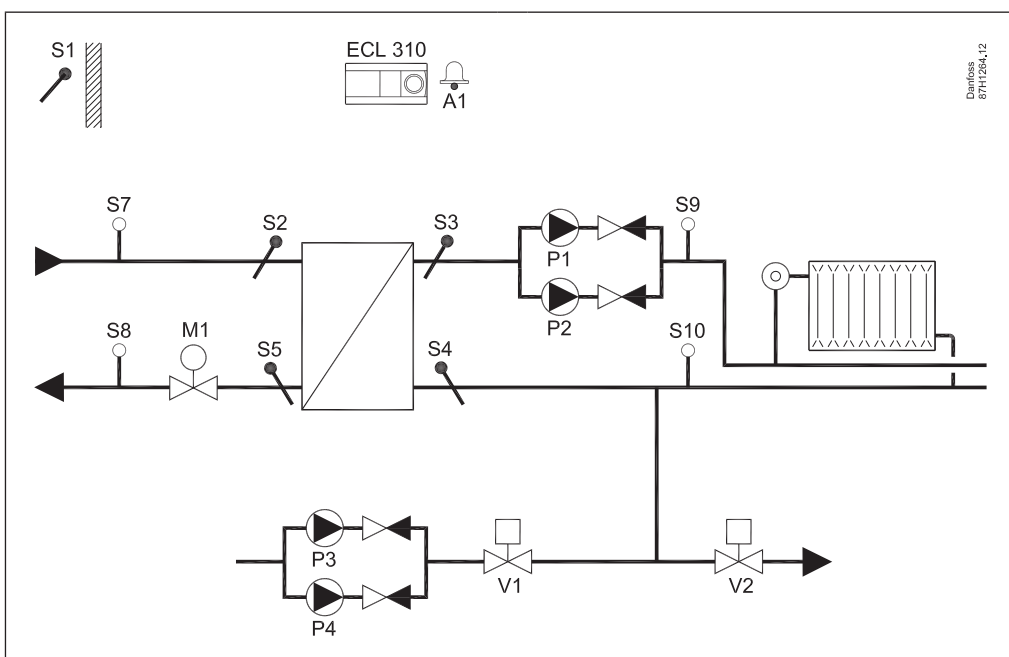 S1
ECL 310
A1
Danfoss
87H1264.12
S7
S2
S3
P1
S9
P2
S8
M1
S5
S4
S10
P3
V1
V2
P4